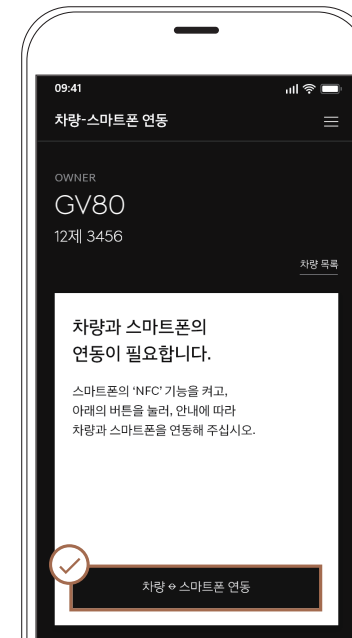 09:41
차량-스마트폰 연동
OWNER
GV80
12제 3456
차량 목록
차량과 스마트폰의
연동이 필요합니다.
스마트폰의 ‘NFC’ 기능을 켜고,
아래의 버튼을 눌러, 안내에 따라
차량과 스마트폰을 연동해 주십시오.
차량 ⇔ 스마트폰 연동